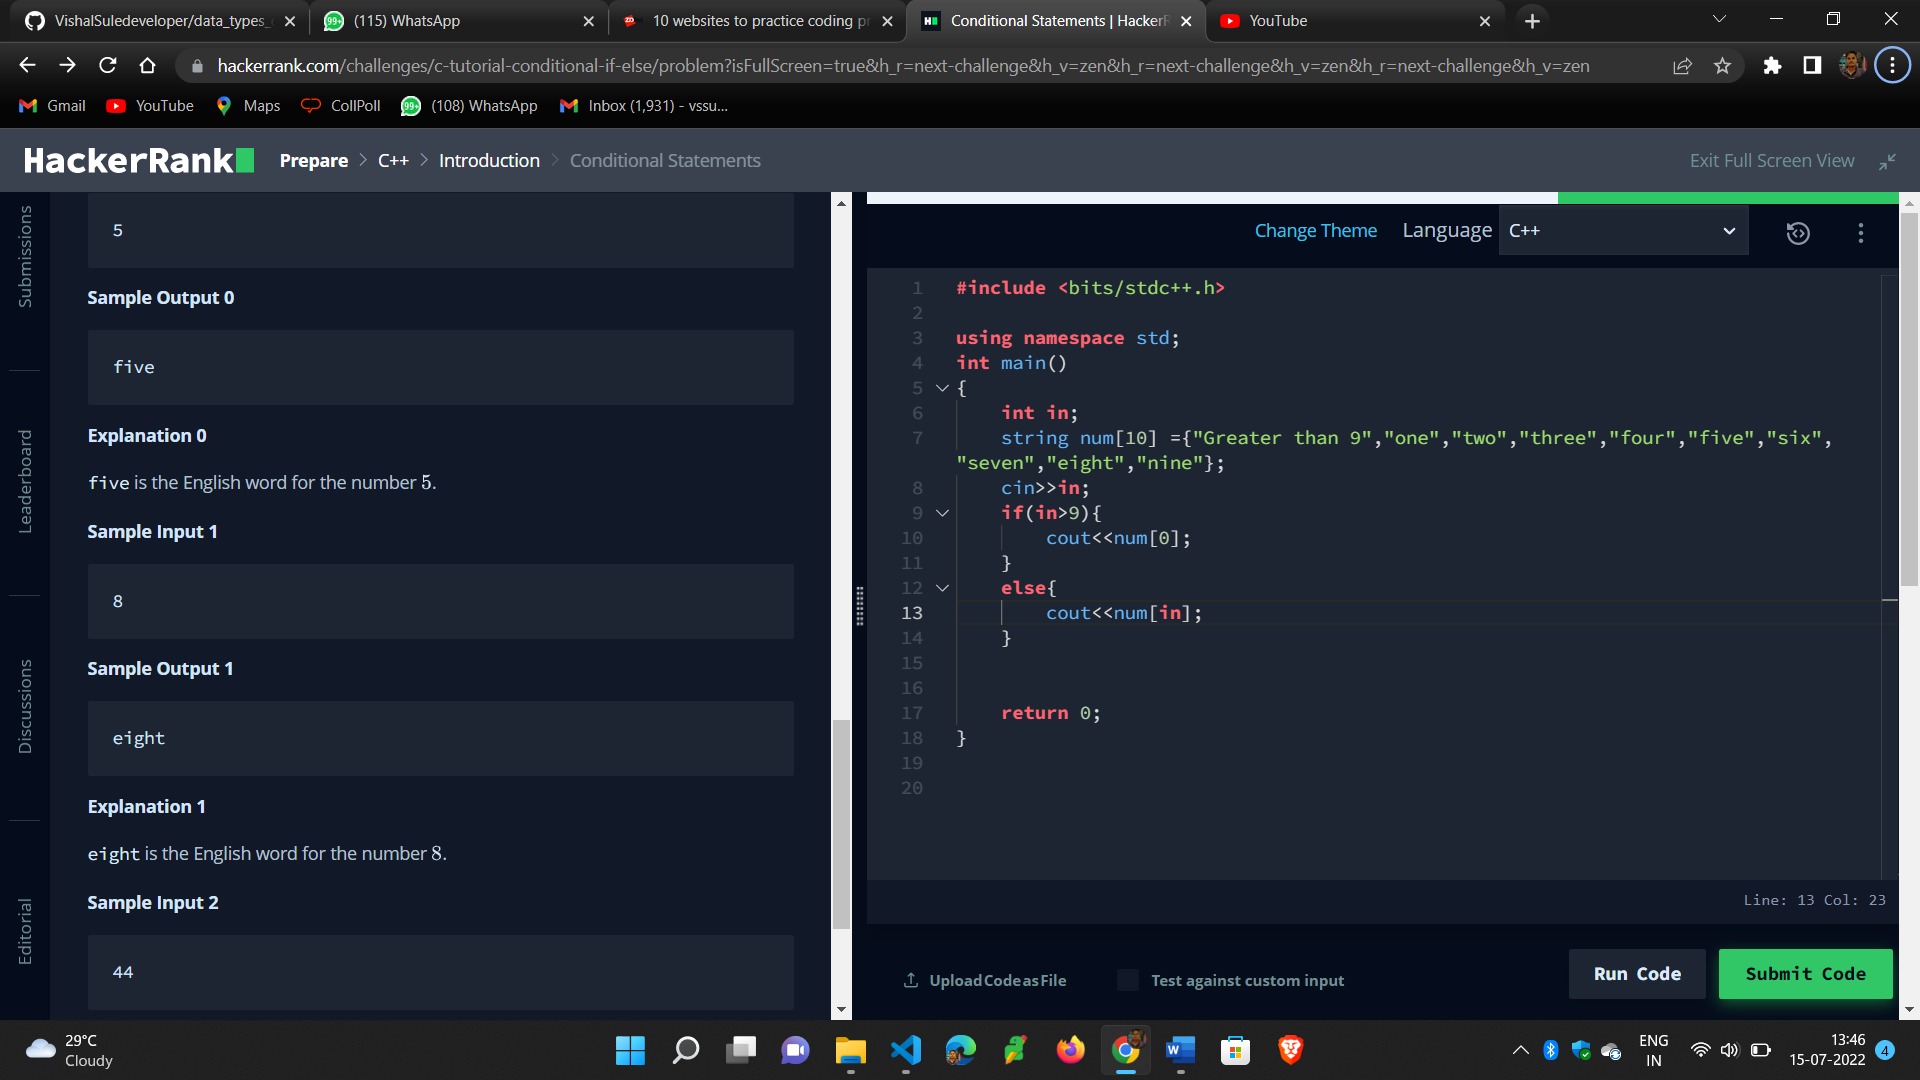 VishalSuledeveloper/data_types_
(115) WhatsApp
10 websites to practice coding pr
Conditional Statements | HackerR
YouTube
hackerrank.com/challenges/c-tutorial-conditional-if-else/problem?isFullScreen=true&h_r=next-challenge&h_v=zen&h_r=next-challenge&h_v=zen&h_r=next-challenge&h_v=zen
Gmail
YouTube
Maps
CollPoll
99+
(108) WhatsApp
Inbox (1,931) - vssu...
HackerRank
Prepare > C++ > Introduction > Conditional Statements
Exit Full Screen View
Submissions
Leaderboard
Discussions
Editorial
5
Sample Output 0
five
Explanation 0
five is the English word for the number 5.
Sample Input 1
8
Sample Output 1
eight
Explanation 1
eight is the English word for the number 8.
Sample Input 2
44
Change Theme
Language
C++
1 #include <bits/stdc++.h>
2
3 using namespace std;
4 int main()
5 {
6 int in;
7 string num[10] ={"Greater than 9","one","two","three","four","five","six",
"seven","eight","nine"};
8 cin>>in;
9 if(in>9){
10 cout<<num[0];
11 }
12 else{
13 cout<<num[in];
14 }
15
16
17 return 0;
18 }
19
20
Line: 13 Col: 23
Upload Code as File
Test against custom input
Run Code
Submit Code
29°C
Cloudy
ENG
IN
13:46
15-07-2022
4